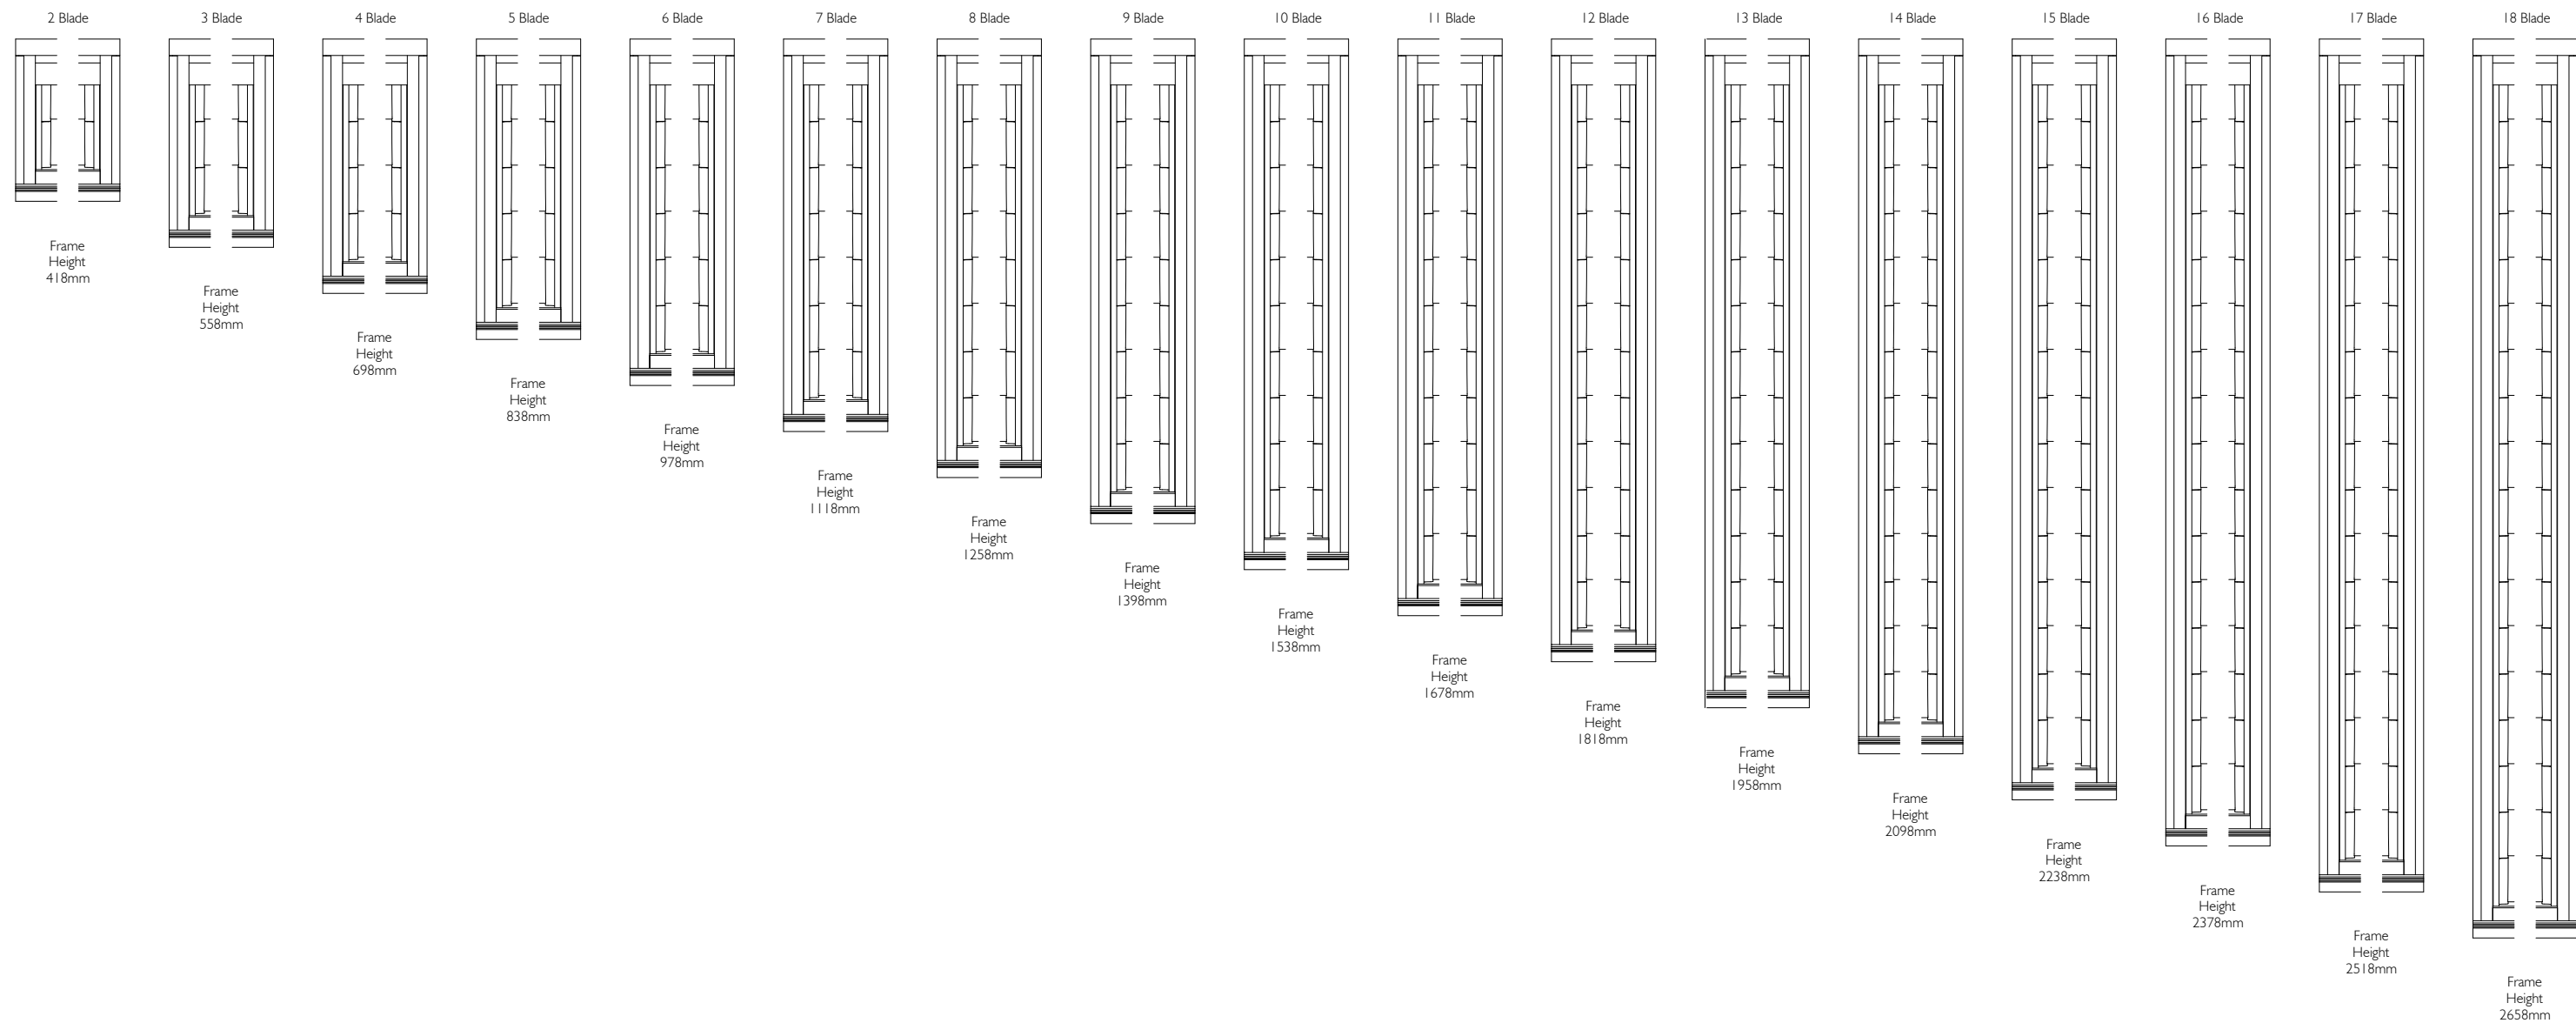 2 Blade
3 Blade
4 Blade
5 Blade
6 Blade
7 Blade
8 Blade
9 Blade
10 Blade
11 Blade
12 Blade
13 Blade
14 Blade
15 Blade
16 Blade
17 Blade
18 Blade
Frame
Height
418mm
Frame
Height
558mm
Frame
Height
698mm
Frame
Height
838mm
Frame
Height
978mm
Frame
Height
1118mm
Frame
Height
1258mm
Frame
Height
1398mm
Frame
Height
1538mm
Frame
Height
1678mm
Frame
Height
1818mm
Frame
Height
1958mm
Frame
Height
2098mm
Frame
Height
2238mm
Frame
Height
2378mm
Frame
Height
2518mm
Frame
Height
2658mm